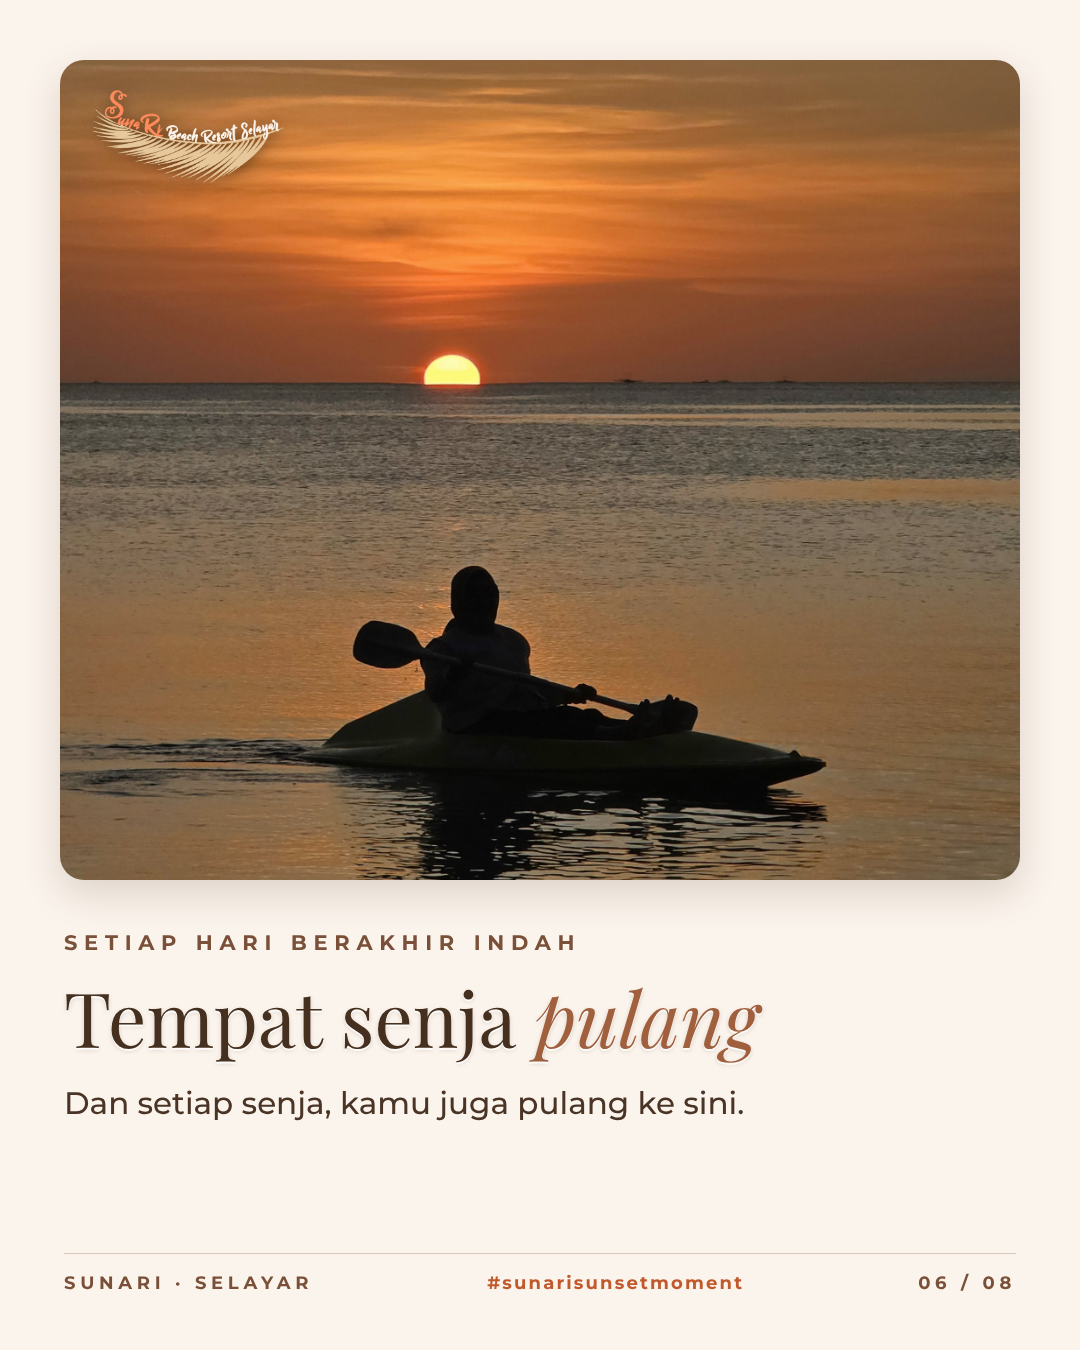 SunaRi Beach Resort Selayar
SETIAP HARI BERAKHIR INDAH
Tempat senja pulang
Dan setiap senja, kamu juga pulang ke sini.
SUNARI · SELAYAR
#sunarisunsetmoment
06 / 08